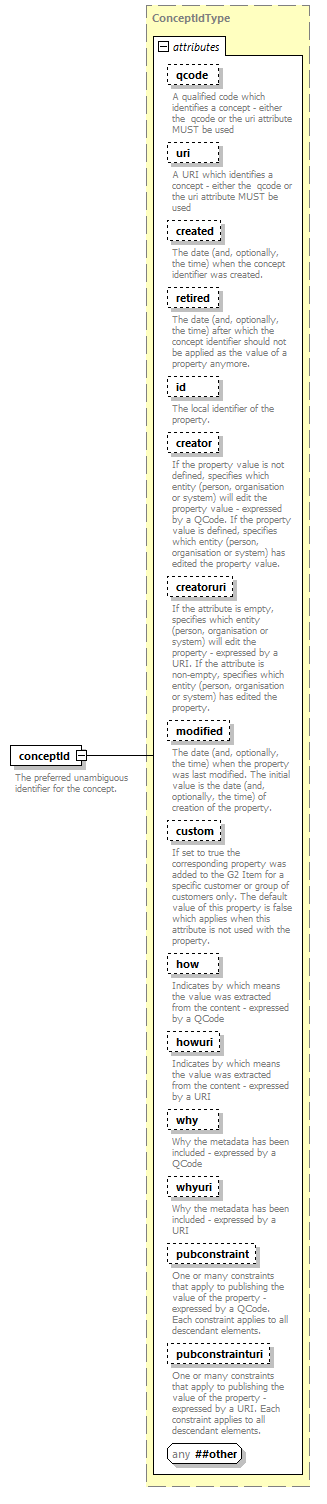 ConceptIdType
attributes
qcode
A qualified code which
identifies a concept - either
the  qcode or the uri attribute
MUST be used
uri
A URI which identifies a
concept - either the  qcode or
the uri attribute MUST be
used
created
The date (and, optionally,
the time) when the concept
identifier was created.
retired
The date (and, optionally,
the time) after which the
concept identifier should not
be applied as the value of a
property anymore.
id
The local identifier of the
property.
creator
If the property value is not
defined, specifies which
entity (person, organisation
or system) will edit the
property value - expressed
by a QCode. If the property
value is defined, specifies
which entity (person,
organisation or system) has
edited the property value.
creatoruri
If the attribute is empty,
specifies which entity
(person, organisation or
system) will edit the
property - expressed by a
URI. If the attribute is
non-empty, specifies which
entity (person, organisation
or system) has edited the
property.
conceptId
The preferred unambiguous
identifier for the concept.
modified
The date (and, optionally,
the time) when the property
was last modified. The initial
value is the date (and,
optionally, the time) of
creation of the property.
custom
If set to true the
corresponding property was
added to the G2 Item for a
specific customer or group of
customers only. The default
value of this property is false
which applies when this
attribute is not used with the
property.
how
Indicates by which means
the value was extracted
from the content - expressed
by a QCode
howuri
Indicates by which means
the value was extracted
from the content - expressed
by a URI
why
Why the metadata has been
included - expressed by a
QCode
whyuri
Why the metadata has been
included - expressed by a
URI
pubconstraint
One or many constraints
that apply to publishing the
value of the property -
expressed by a QCode.
Each constraint applies to all
descendant elements.
pubconstrainturi
One or many constraints
that apply to publishing the
value of the property -
expressed by a URI. Each
constraint applies to all
descendant elements.
any ##other